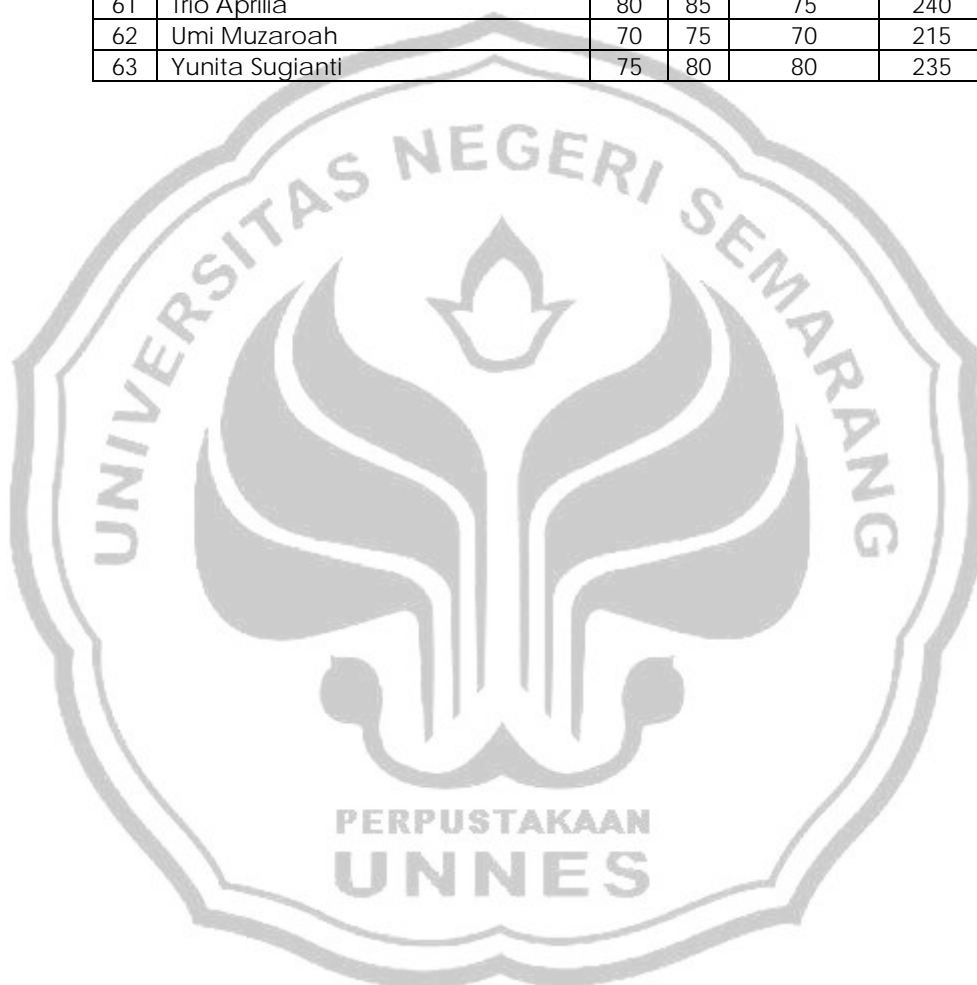 61 Trio Aprilia 80 85 75 240
62 Umi Muzaroah 70 75 70 215
63 Yunita Sugianti 75 80 80 235
UNIVERSITAS NEGERI SEMARANG
PERPUSTAKAAN
UNNES